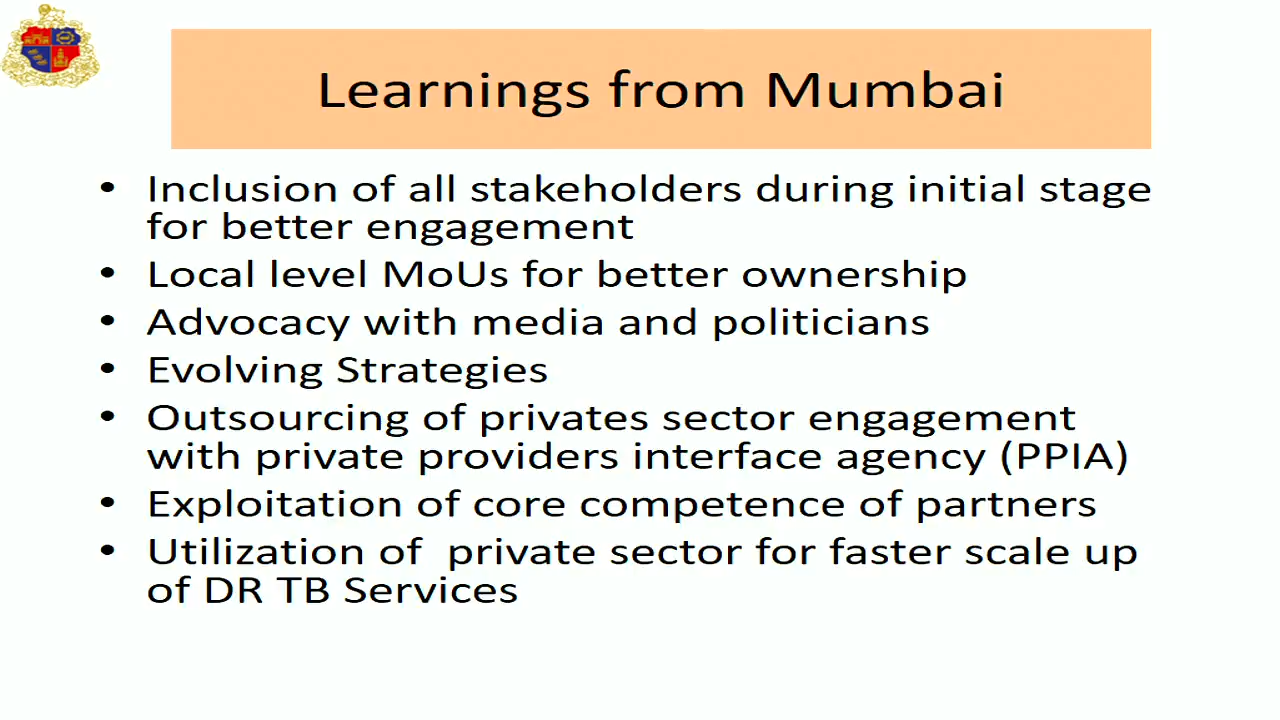 Learnings from Mumbai
• Inclusion of all stakeholders during initial stage
for better engagement
• Local level MoUs for better ownership
• Advocacy with media and politicians
• Evolving Strategies
• Outsourcing of privates sector engagement
with private providers interface agency (PPIA)
• Exploitation of core competence of partners
• Utilization of  private sector for faster scale up
of DR TB Services